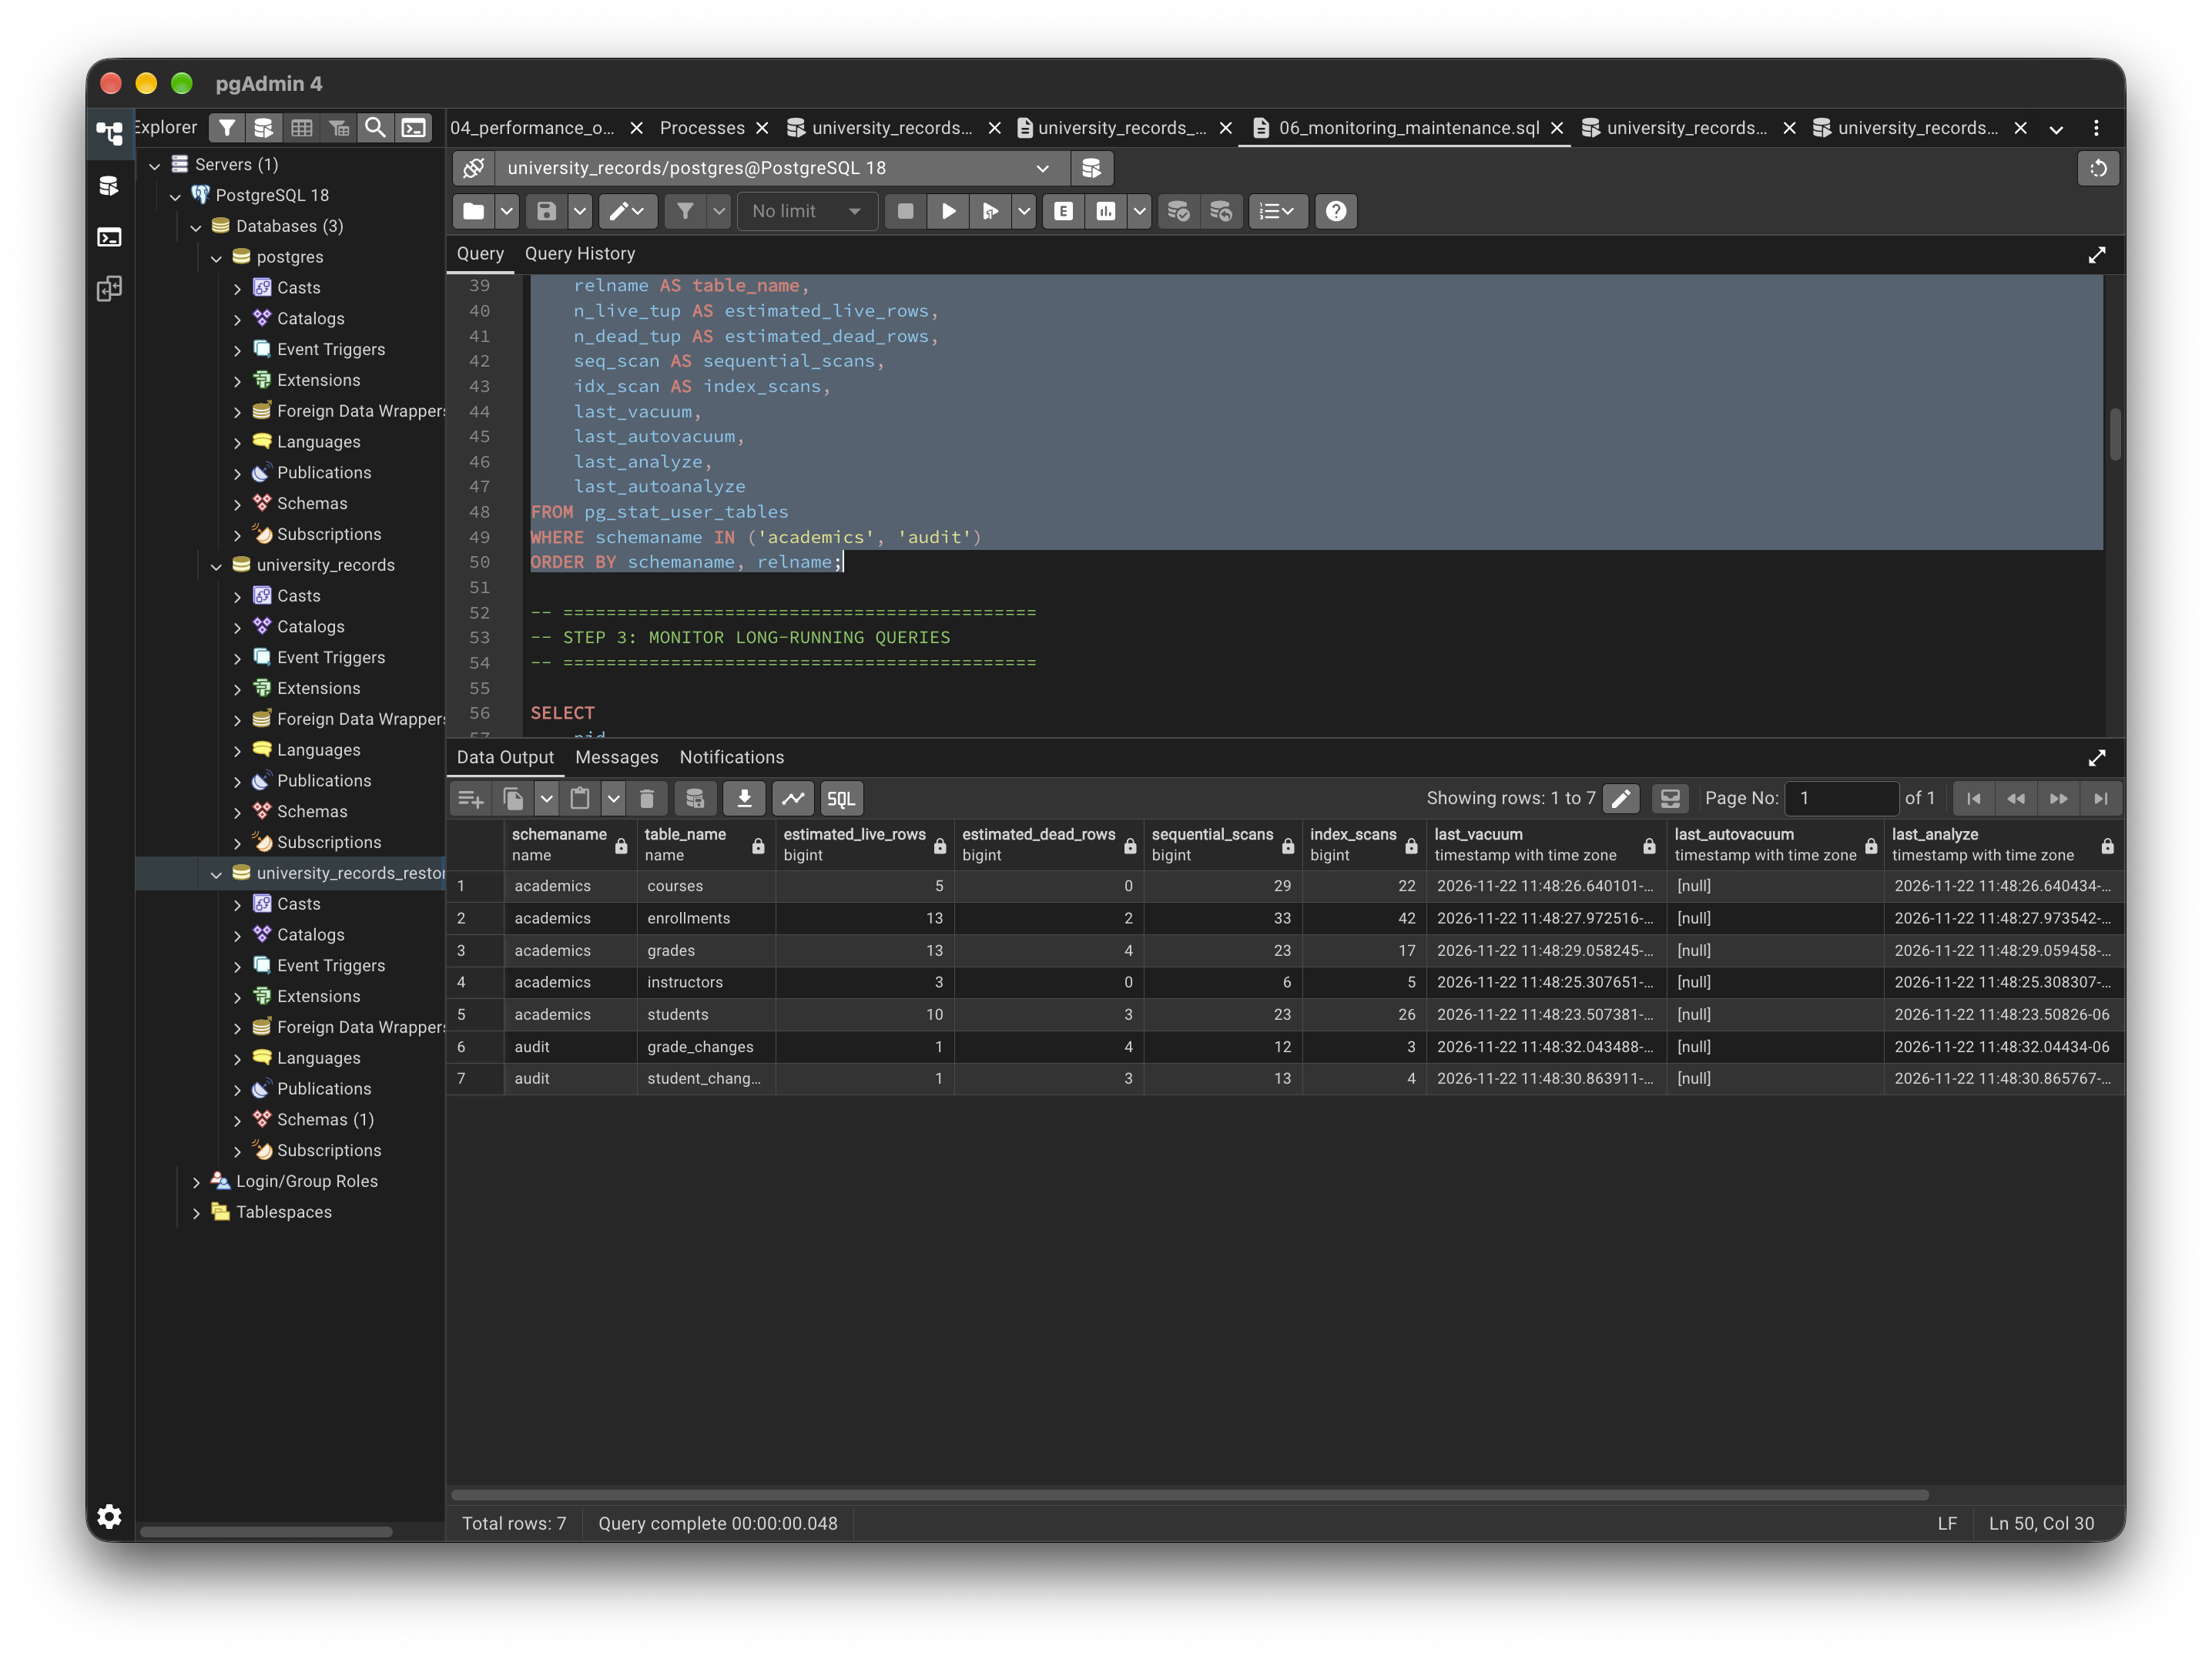 pgAdmin 4
Explorer
04_performance_o... Processes university_records... university_records_... 06_monitoring_maintenance.sql university_records... university_records...
university_records/postgres@PostgreSQL 18
No limit
Query Query History
Servers (1)
PostgreSQL 18
Databases (3)
postgres
Casts
Catalogs
Event Triggers
Extensions
Foreign Data Wrappers
Languages
Publications
Schemas
Subscriptions
university_records
Casts
Catalogs
Event Triggers
Extensions
Foreign Data Wrappers
Languages
Publications
Schemas
Subscriptions
university_records_restor
Casts
Catalogs
Event Triggers
Extensions
Foreign Data Wrappers
Languages
Publications
Schemas (1)
Subscriptions
Login/Group Roles
Tablespaces
39 relname AS table_name,
40 n_live_tup AS estimated_live_rows,
41 n_dead_tup AS estimated_dead_rows,
42 seq_scan AS sequential_scans,
43 idx_scan AS index_scans,
44 last_vacuum,
45 last_autovacuum,
46 last_analyze,
47 last_autoanalyze
48 FROM pg_stat_user_tables
49 WHERE schemaname IN ('academics', 'audit')
50 ORDER BY schemaname, relname;
51
52 -- ============================================
53 -- STEP 3: MONITOR LONG-RUNNING QUERIES
54 -- ============================================
55
56 SELECT
57 pid
Data Output Messages Notifications
SQL Showing rows: 1 to 7 Page No: 1 of 1
schemaname table_name estimated_live_rows estimated_dead_rows sequential_scans index_scans last_vacuum last_autovacuum last_analyze
name name bigint bigint bigint bigint timestamp with time zone timestamp with time zone timestamp with time zone
1 academics courses 5 0 29 22 2026-11-22 11:48:26.640101-... [null] 2026-11-22 11:48:26.640434-...
2 academics enrollments 13 2 33 42 2026-11-22 11:48:27.972516-... [null] 2026-11-22 11:48:27.973542-...
3 academics grades 13 4 23 17 2026-11-22 11:48:29.058245-... [null] 2026-11-22 11:48:29.059458-...
4 academics instructors 3 0 6 5 2026-11-22 11:48:25.307651-... [null] 2026-11-22 11:48:25.308307-...
5 academics students 10 3 23 26 2026-11-22 11:48:23.507381-... [null] 2026-11-22 11:48:23.50826-06
6 audit grade_changes 1 4 12 3 2026-11-22 11:48:32.043488-... [null] 2026-11-22 11:48:32.04434-06
7 audit student_chang... 1 3 13 4 2026-11-22 11:48:30.863911-... [null] 2026-11-22 11:48:30.865767-...
Total rows: 7 Query complete 00:00:00.048 LF Ln 50, Col 30